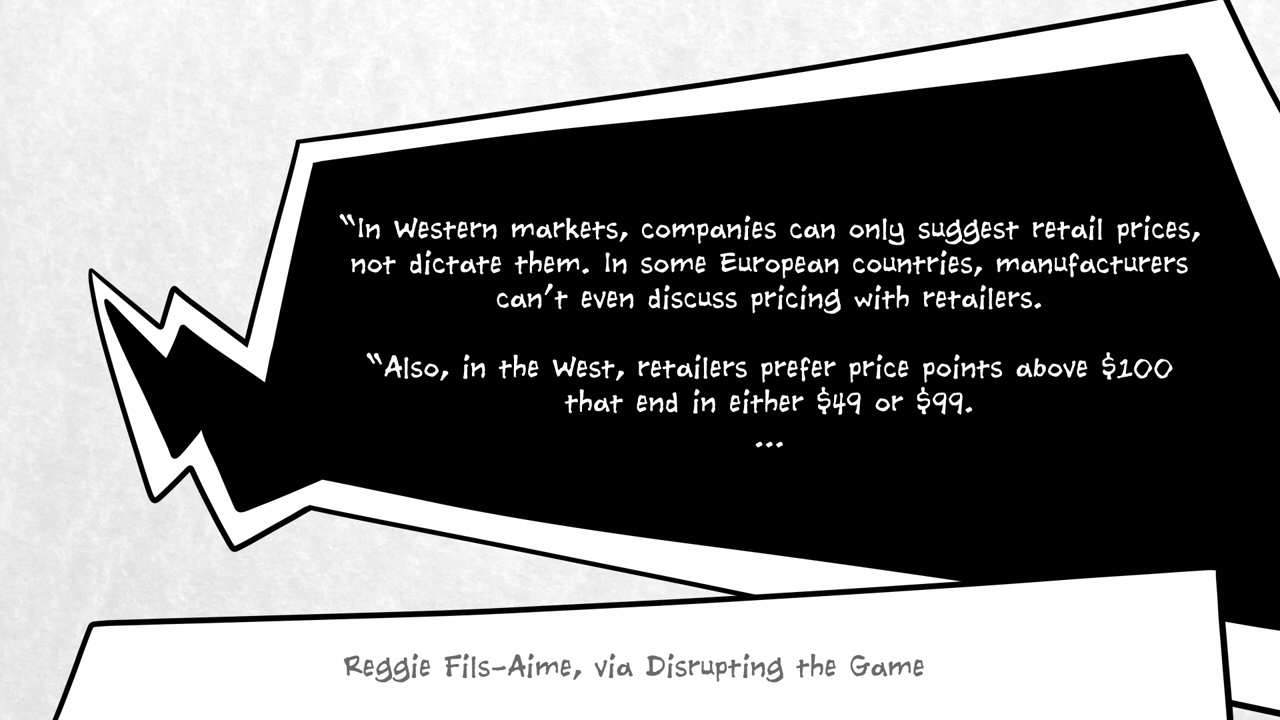 “In Western markets, companies can only suggest retail prices,
not dictate them. In some European countries, manufacturers
can’t even discuss pricing with retailers.
“Also, in the West, retailers prefer price points above $100
that end in either $49 or $99.
...
Reggie Fils-Aime, via Disrupting the Game